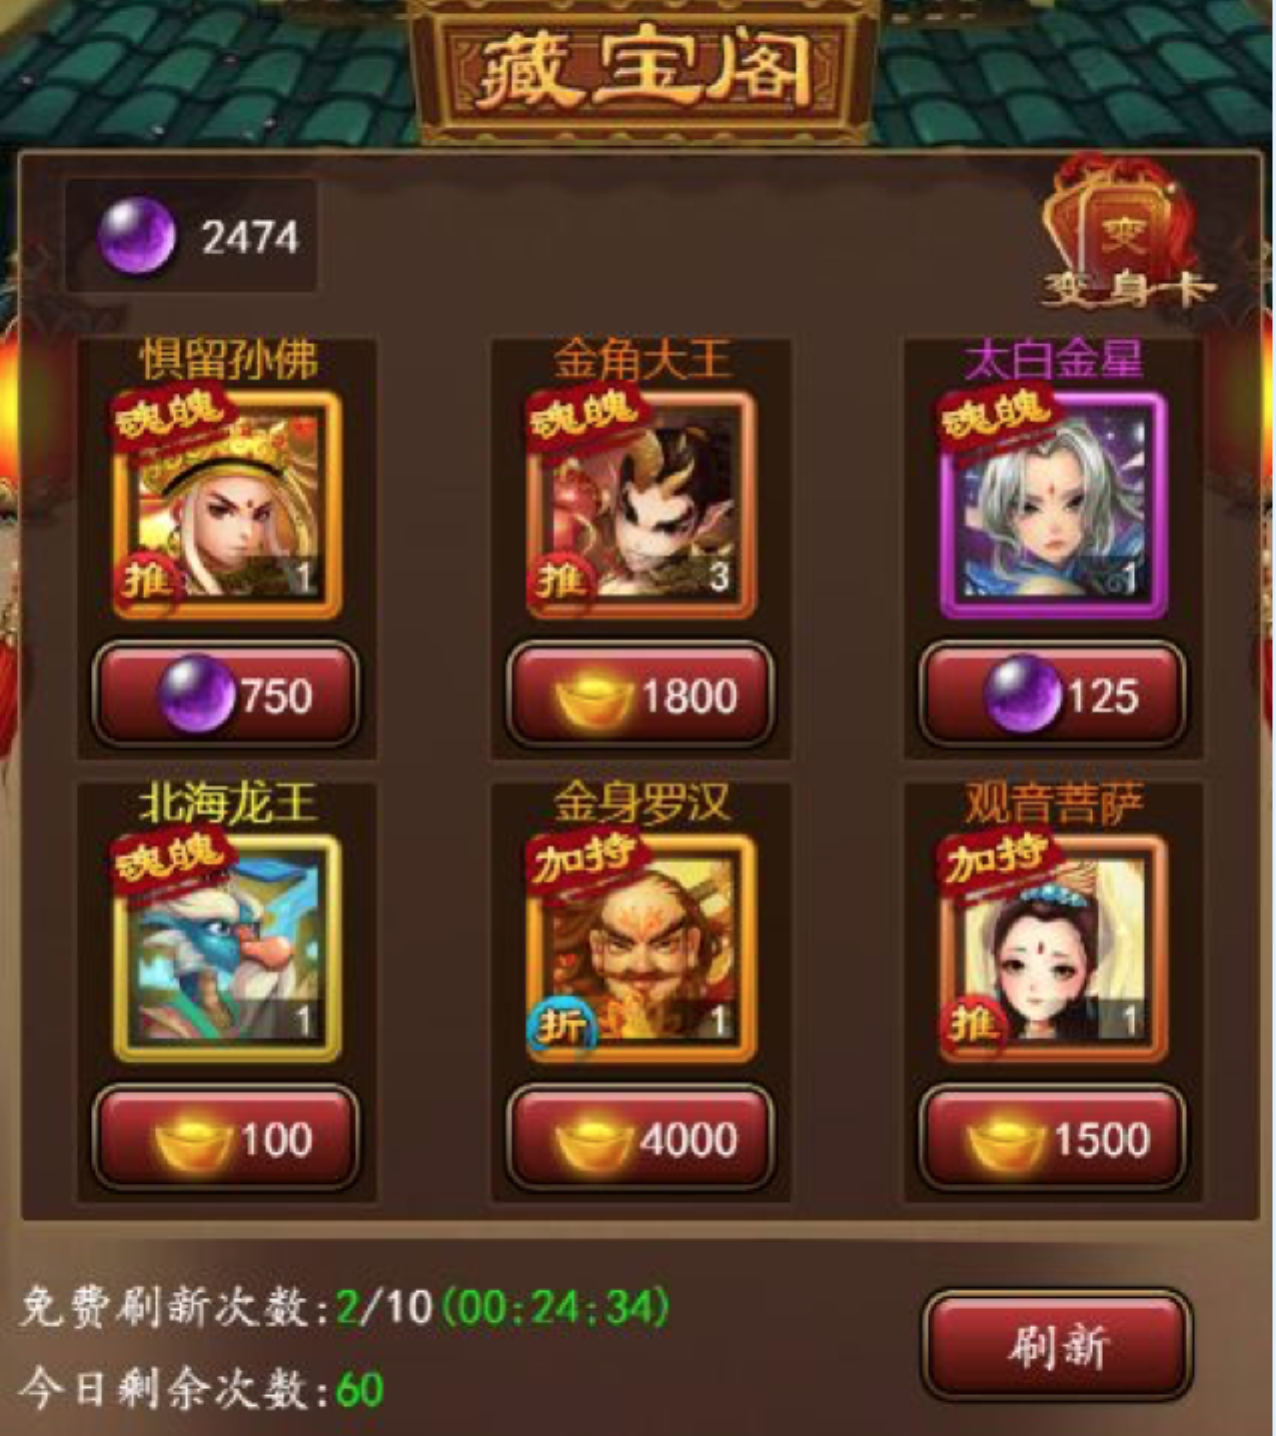 藏宝阁
2474
变
变身卡
惧留孙佛 金角大王 太白金星
魂魄 魂魄 魂魄
推 1 推 3 1
750 1800 125
北海龙王 金身罗汉 观音菩萨
魂魄 加持 加持
1 折 1 推 1
100 4000 1500
免费刷新次数:2/10(00:24:34)
刷新
今日剩余次数:60